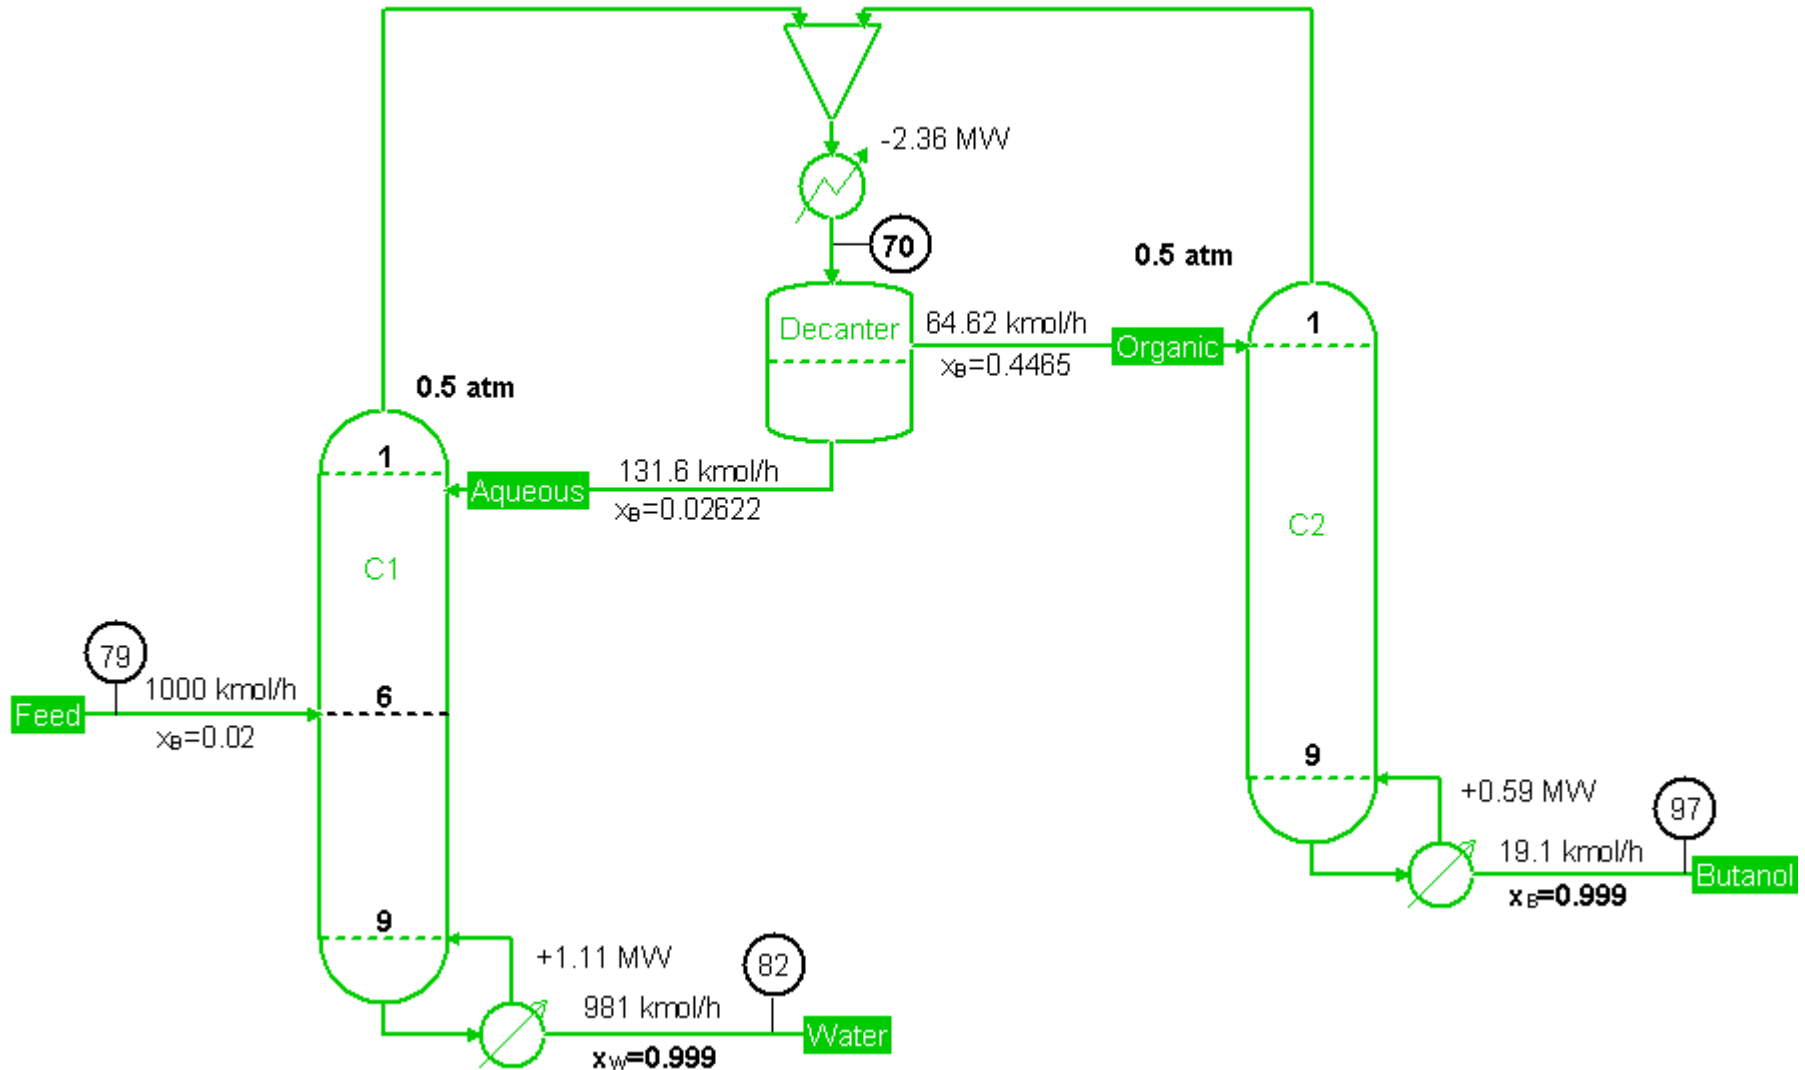 -2.36 MW
70
0.5 atm
Decanter
64.62 kmol/h
Organic
xB=0.4465
1
0.5 atm
1
131.6 kmol/h
Aqueous
xB=0.02622
C2
C1
79
1000 kmol/h
6
Feed
xB=0.02
9
+0.59 MW
97
19.1 kmol/h
Butanol
xB=0.999
9
+1.11 MW
82
981 kmol/h
Water
xW=0.999